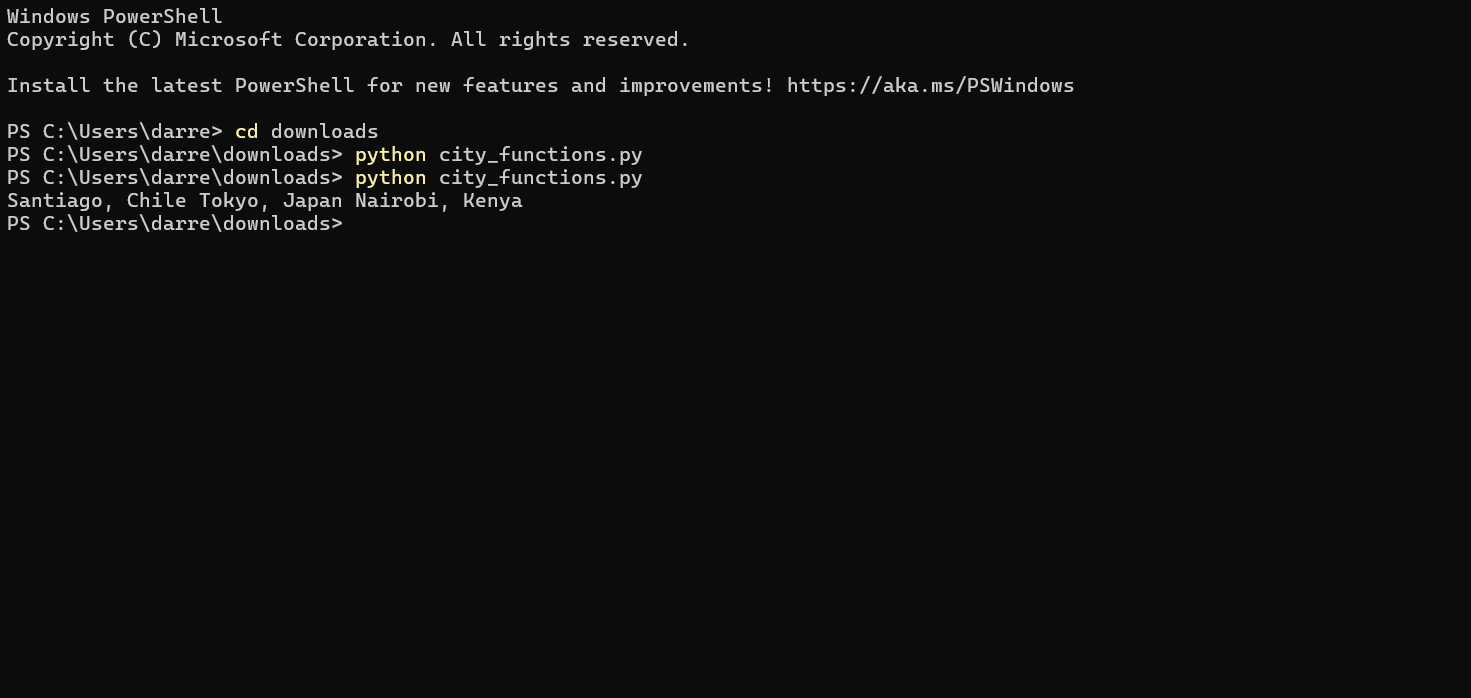 Windows PowerShell
Copyright (C) Microsoft Corporation. All rights reserved.
Install the latest PowerShell for new features and improvements! https://aka.ms/PSWindows
PS C:\Users\darre> cd downloads
PS C:\Users\darre\downloads> python city_functions.py
PS C:\Users\darre\downloads> python city_functions.py
Santiago, Chile Tokyo, Japan Nairobi, Kenya
PS C:\Users\darre\downloads>